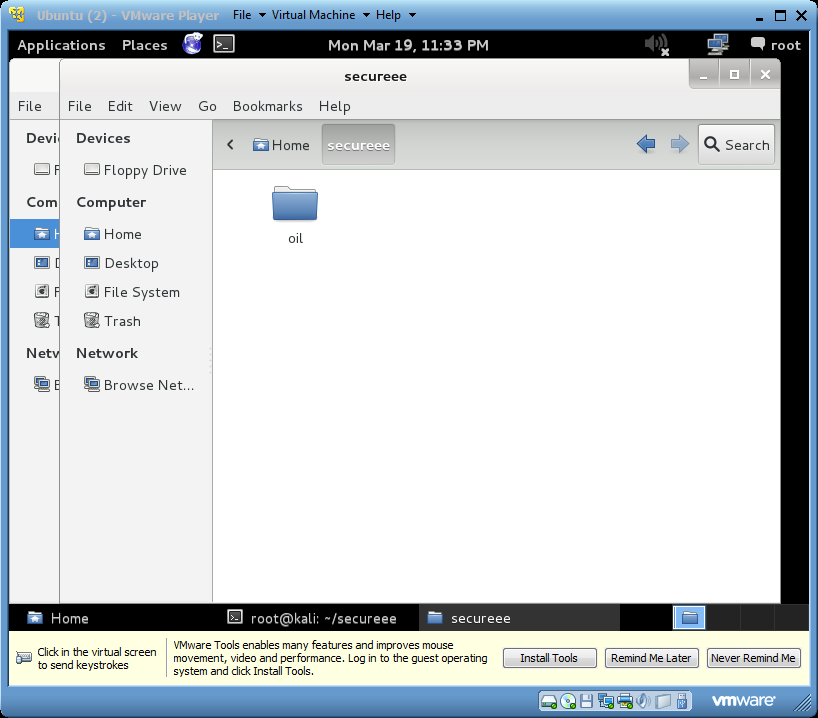 Ubuntu (2) - VMware Player File Virtual Machine Help
Applications Places Mon Mar 19, 11:33 PM root
secureee
File File Edit View Go Bookmarks Help
Devi Devices Home secureee Search
F Floppy Drive
Com Computer
H Home
D Desktop
F File System
T Trash
Netw Network
B Browse Net...
oil
Home root@kali: ~/secureee secureee
Click in the virtual screen
to send keystrokes
VMware Tools enables many features and improves mouse
movement, video and performance. Log in to the guest operating
system and click Install Tools.
Install Tools Remind Me Later Never Remind Me
vmware